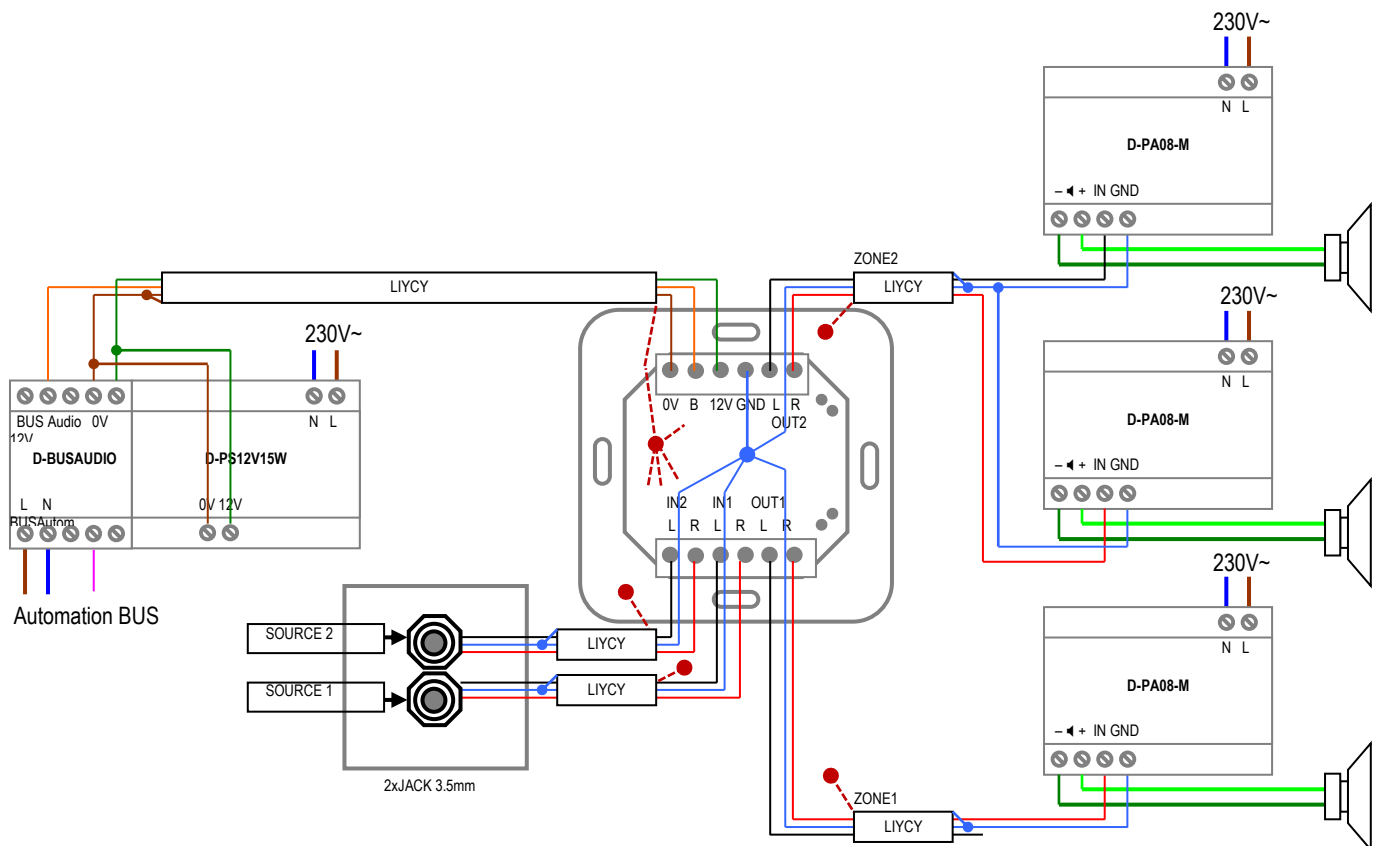 230V~
N L
D-PA08-M
– + IN GND
ZONE2
LIYCY
LIYCY
230V~
N L
D-PA08-M
– + IN GND
230V~
N L
BUS Audio 0V
12V
D-BUSAUDIO
D-PS12V15W
L N
BUSAutom
0V 12V
Automation BUS
0V B 12V GND L R
OUT2
IN2 IN1 OUT1
L R L R L R
SOURCE 2
LIYCY
SOURCE 1
LIYCY
2xJACK 3.5mm
230V~
N L
D-PA08-M
– + IN GND
ZONE1
LIYCY